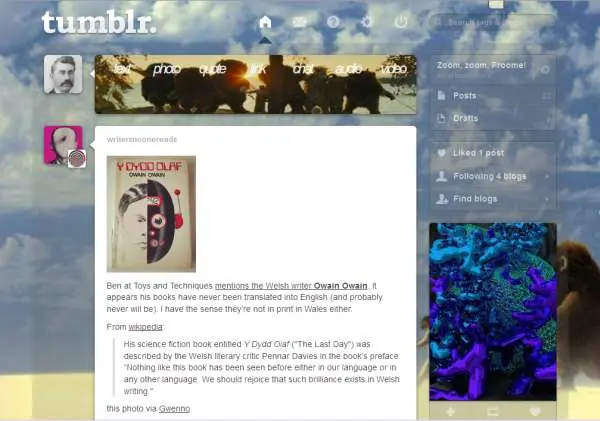 tumblr.
Search tags & 
text photo quote link chat audio video
Zoom, zoom, Froome!
Posts
Drafts
Liked 1 post
Following 4 blogs
Find blogs
writersnoonereads
Y DYDD OLAF
OWAIN OWAIN
Ben at Toys and Techniques mentions the Welsh writer Owain Owain. It
appears his books have never been translated into English (and probably
never will be). I have the sense they're not in print in Wales either.
From wikipedia:
His science fiction book entitled Y Dydd Olaf ("The Last Day") was
described by the Welsh literary critic Pennar Davies in the book's preface:
"Nothing like this book has been seen before either in our language or in
any other language. We should rejoice that such brilliance exists in Welsh
writing."
this photo via Gwenno